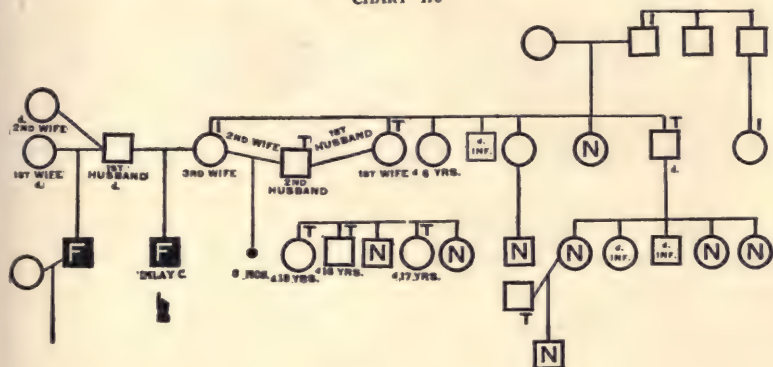 CHART
I
d.
2ND WIFE
I
T
T
T
I
1ST WIFE
d.
1ST
HUSBAND
d.
3RD WIFE
2ND WIFE
1ST
HUSBAND
2ND
HUSBAND
1ST WIFE
d 6 YRS.
d.
INF.
N
d.
F
F
8 MOS.
T
T
N
T
N
d.18.YRS.
d 16 YRS.
d.17.YRS.
N
N
d.
INF.
d.
INF.
N
N
T
N